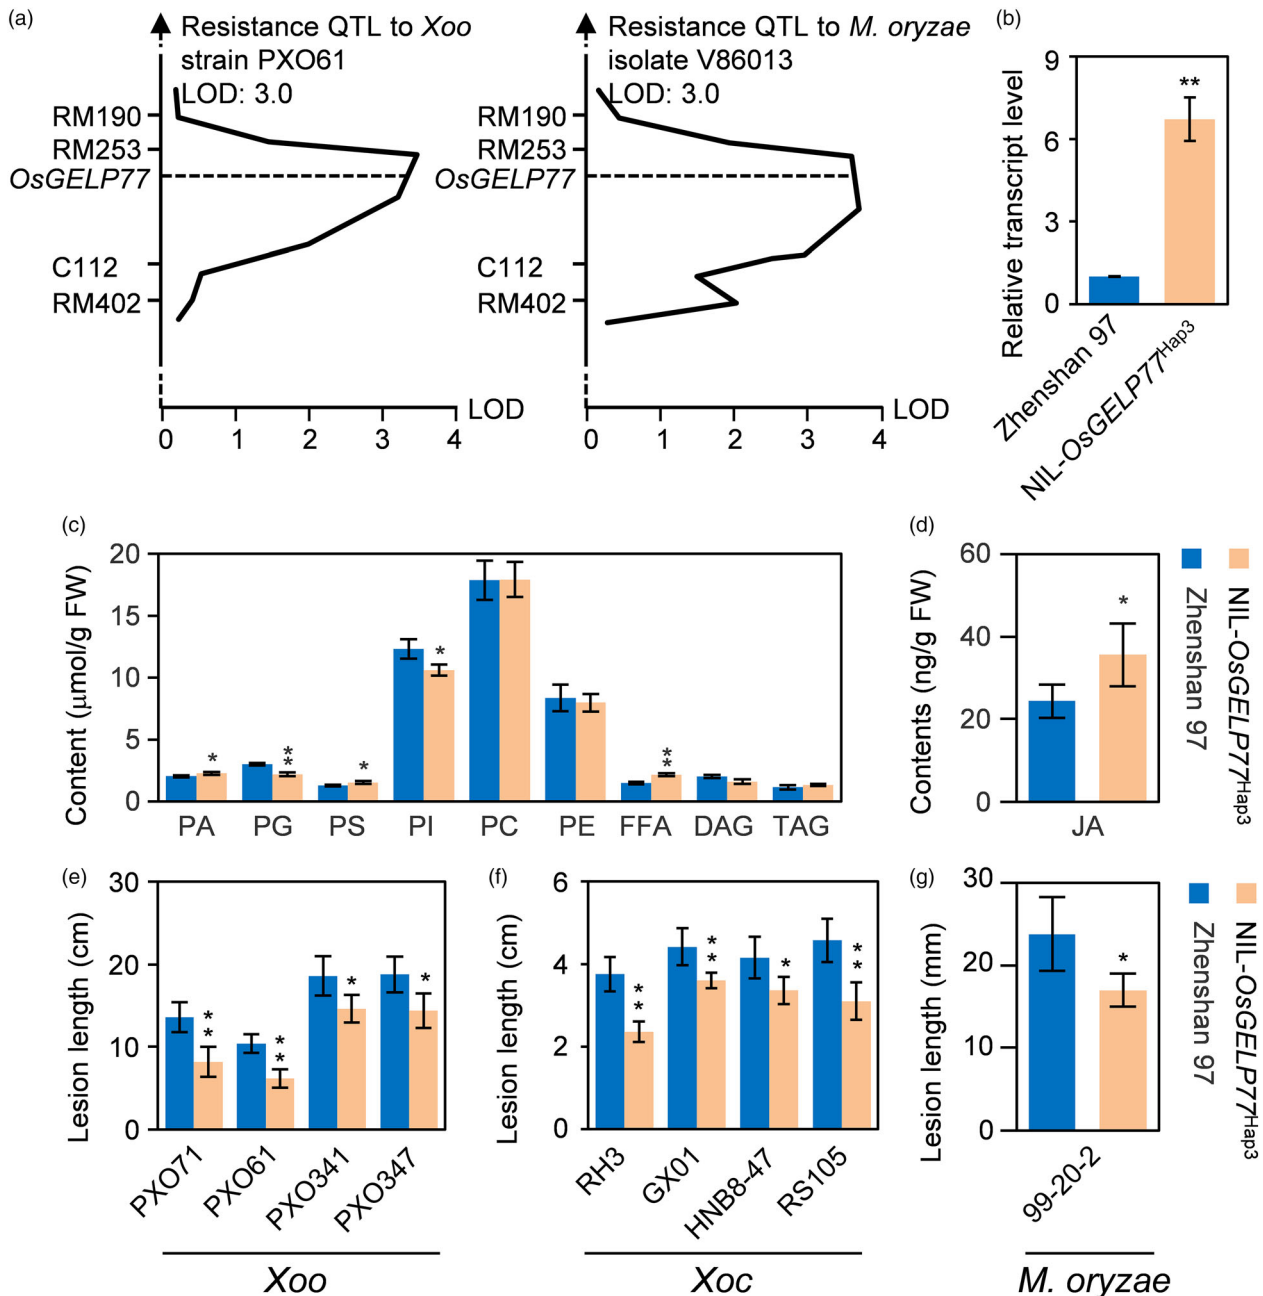 (a)
Resistance QTL to Xoo
strain PXO61
LOD: 3.0
RM190
RM253
OsGELP77
C112
RM402
0 1 2 3 4
LOD
Resistance QTL to M. oryzae
isolate V86013
LOD: 3.0
RM190
RM253
OsGELP77
C112
RM402
0 1 2 3 4
LOD
(b)
Relative transcript level
9
6
3
0
**
Zhenshan 97
NIL-OsGELP77Hap3
(c)
Content (μmol/g FW)
20
15
10
5
0
* ** * * **
PA PG PS PI PC PE FFA DAG TAG
(d)
Contents (ng/g FW)
60
40
20
0
*
JA
NIL-OsGELP77Hap3
Zhenshan 97
(e)
Lesion length (cm)
30
20
10
0
** ** * *
PXO71 PXO61 PXO341 PXO347
Xoo
(f)
Lesion length (cm)
6
4
2
0
** ** * **
RH3 GX01 HNB8-47 RS105
Xoc
(g)
Lesion length (mm)
30
20
10
0
*
99-20-2
M. oryzae
NIL-OsGELP77Hap3
Zhenshan 97